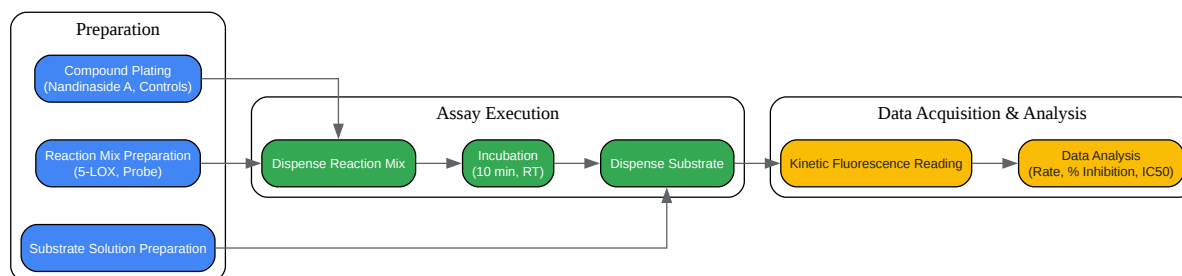 Preparation
Compound Plating
(Nandinaside A, Controls)
Reaction Mix Preparation
(5-LOX, Probe)
Substrate Solution Preparation
Assay Execution
Dispense Reaction Mix
Incubation
(10 min, RT)
Dispense Substrate
Data Acquisition & Analysis
Kinetic Fluorescence Reading
Data Analysis
(Rate, % Inhibition, IC50)